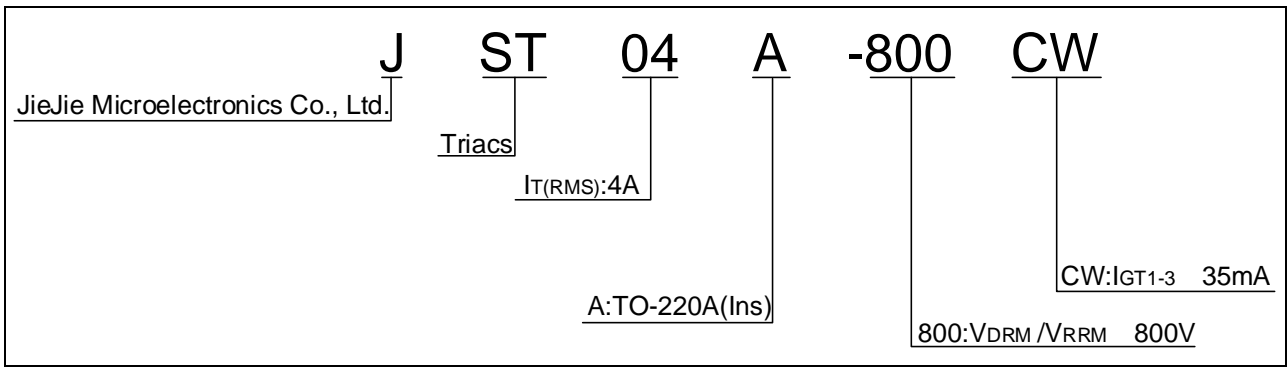 J ST 04 A -800 CW
JieJie Microelectronics Co., Ltd.
Triacs
IT(RMS):4A
CW:IGT1-3 35mA
A:TO-220A(Ins)
800:VDRM /VRRM 800V